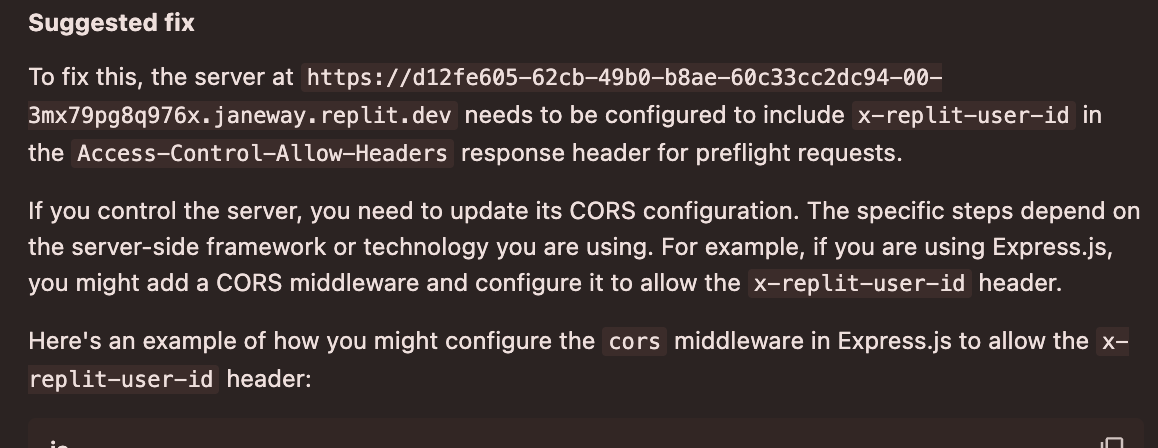 Suggested fix
To fix this, the server at https://d12fe605-62cb-49b0-b8ae-60c33cc2dc94-00-
3mx79pg8q976x.janeway.replit.dev needs to be configured to include x-replit-user-id in
the Access-Control-Allow-Headers response header for preflight requests.
If you control the server, you need to update its CORS configuration. The specific steps depend on
the server-side framework or technology you are using. For example, if you are using Express.js,
you might add a CORS middleware and configure it to allow the x-replit-user-id header.
Here's an example of how you might configure the cors middleware in Express.js to allow the x-
replit-user-id header: